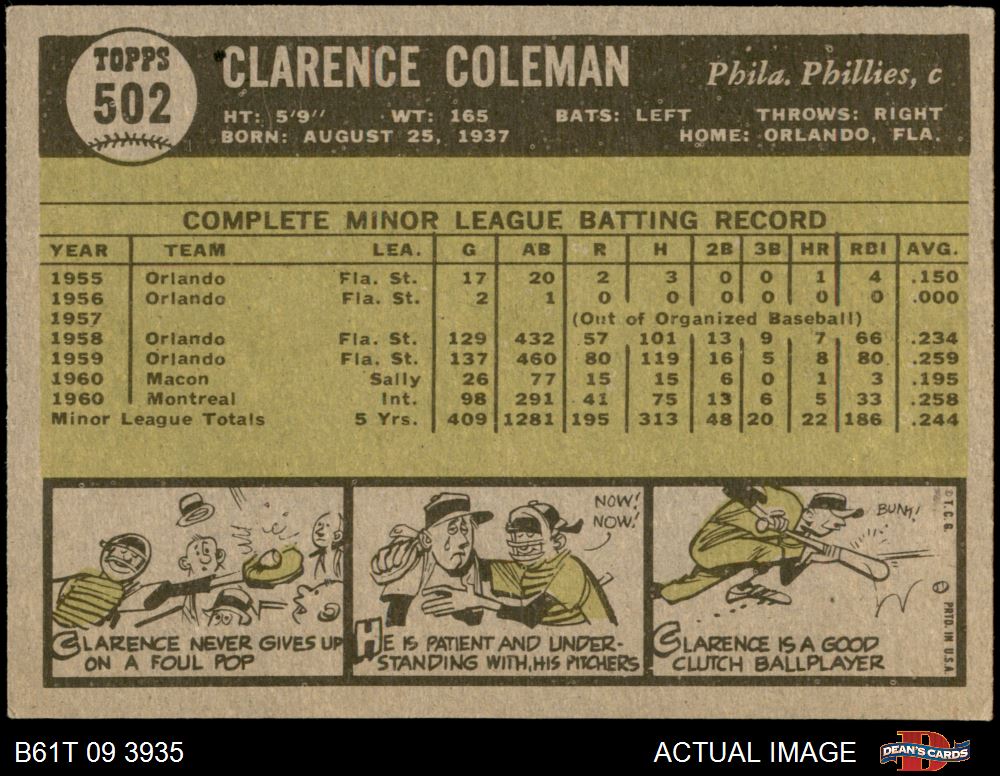 TOPPS
502
CLARENCE COLEMAN
Phila. Phillies, c
HT: 5'9" WT: 165 BATS: LEFT THROWS: RIGHT
BORN: AUGUST 25, 1937 HOME: ORLANDO, FLA.
COMPLETE MINOR LEAGUE BATTING RECORD
YEAR TEAM LEA. G AB R H 2B 3B HR RBI AVG.
1955 Orlando Fla. St. 17 20 2 3 0 0 1 4 .150
1956 Orlando Fla. St. 2 1 0 0 0 0 0 0 .000
1957 (Out of Organized Baseball)
1958 Orlando Fla. St. 129 432 57 101 13 9 7 66 .234
1959 Orlando Fla. St. 137 460 80 119 16 5 8 80 .259
1960 Macon Sally 26 77 15 15 6 0 1 3 .195
1960 Montreal Int. 98 291 41 75 13 6 5 33 .258
Minor League Totals 5 Yrs. 409 1281 195 313 48 20 22 186 .244
CLARENCE NEVER GIVES UP
ON A FOUL POP
NOW!
NOW!
HE IS PATIENT AND UNDER-
STANDING WITH HIS PITCHERS
BUNK!
CLARENCE IS A GOOD
CLUTCH BALLPLAYER
© T.C.G.
PRTD. IN U.S.A.
B61T 09 3935
ACTUAL IMAGE
DEAN'S CARDS